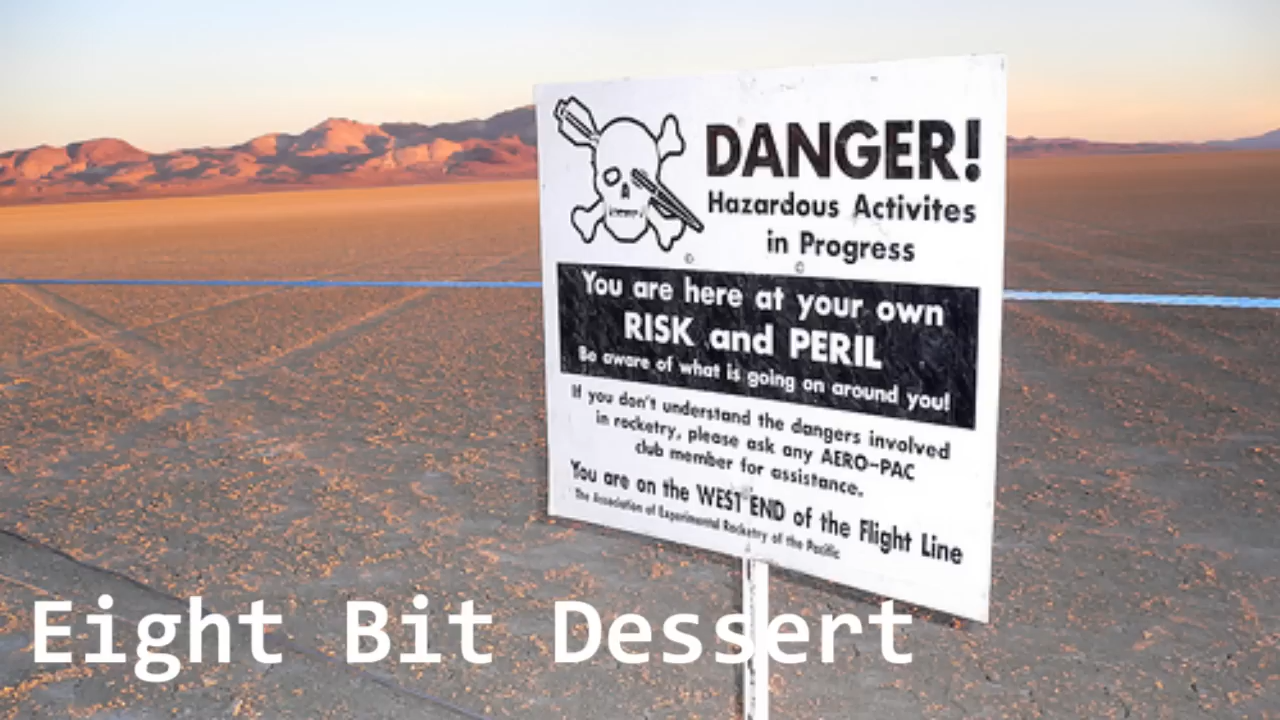 DANGER!
Hazardous Activites
in Progress
You are here at your own
RISK and PERIL
Be aware of what is going on around you!
If you don't understand the dangers involved
in rocketry, please ask any AERO-PAC
club member for assistance.
You are on the WEST END of the Flight Line
The Association of Experimental Rocketry of the Pacific
Eight Bit Dessert